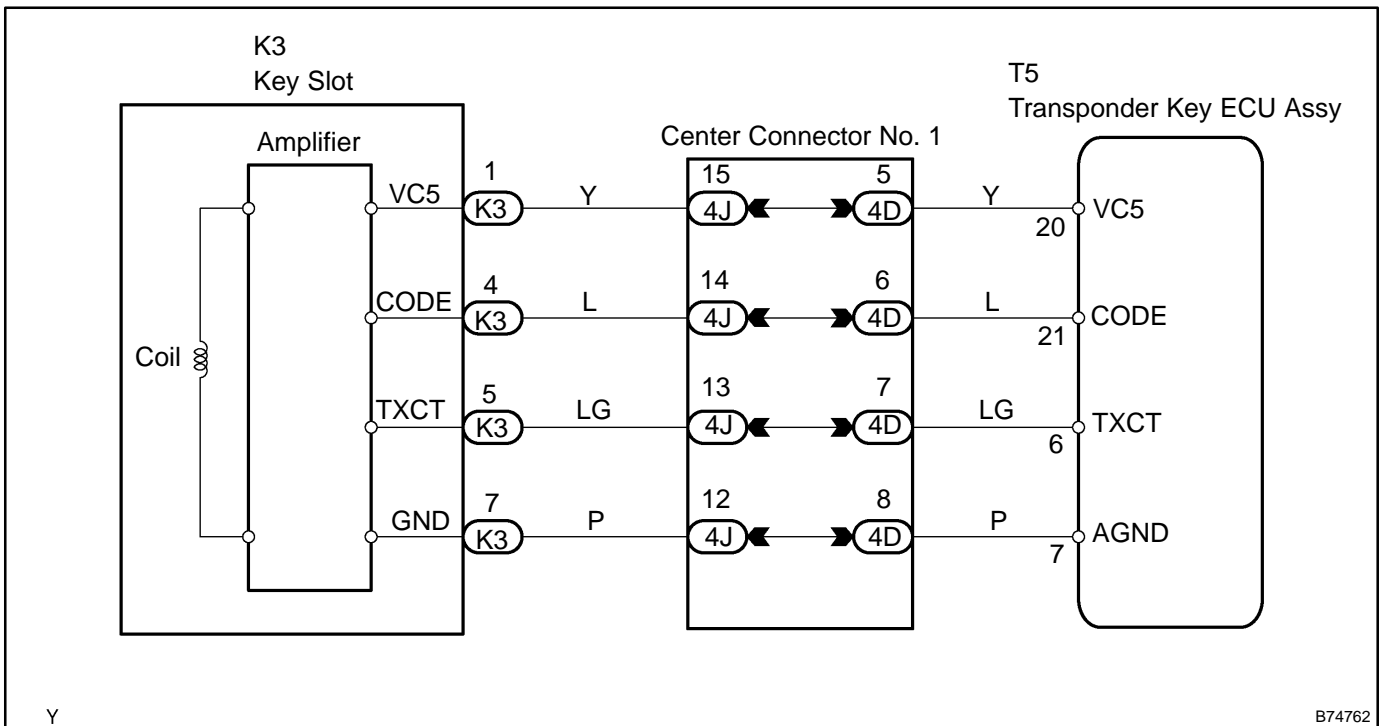 K3
Key Slot
T5
Transponder Key ECU Assy
Amplifier
Center Connector No. 1
VC5
1
K3
Y
15
4J
5
4D
Y
20
VC5
CODE
4
K3
L
14
4J
6
4D
L
21
CODE
Coil
TXCT
5
K3
LG
13
4J
7
4D
LG
6
TXCT
GND
7
K3
P
12
4J
8
4D
P
7
AGND
Y
B74762